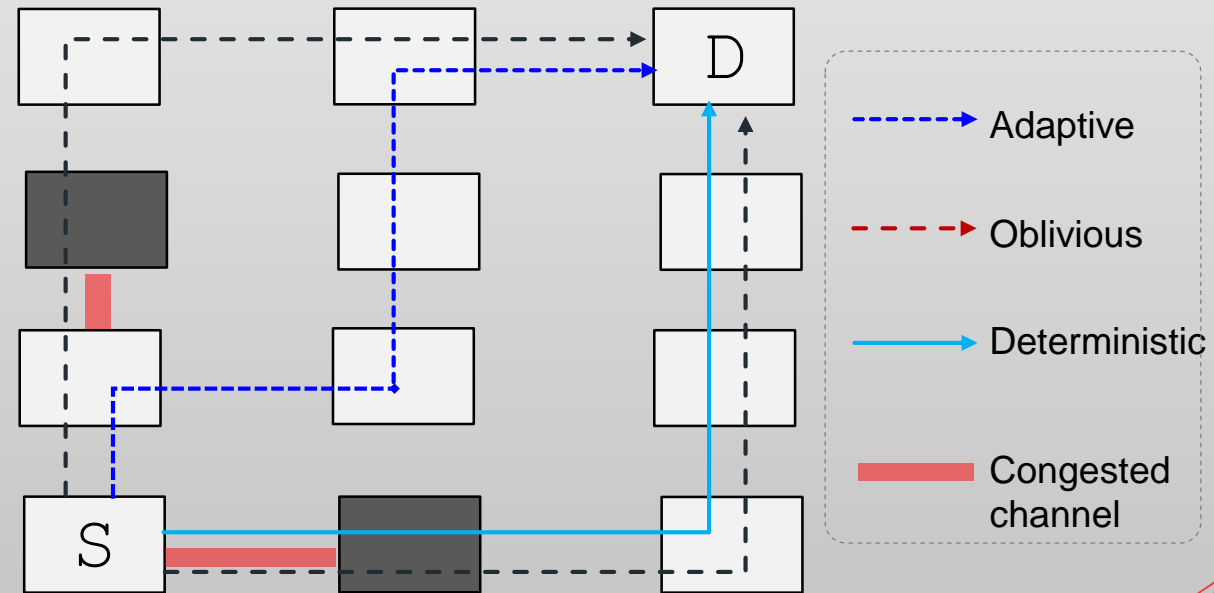 D
Adaptive
Oblivious
Deterministic
Congested
channel
S